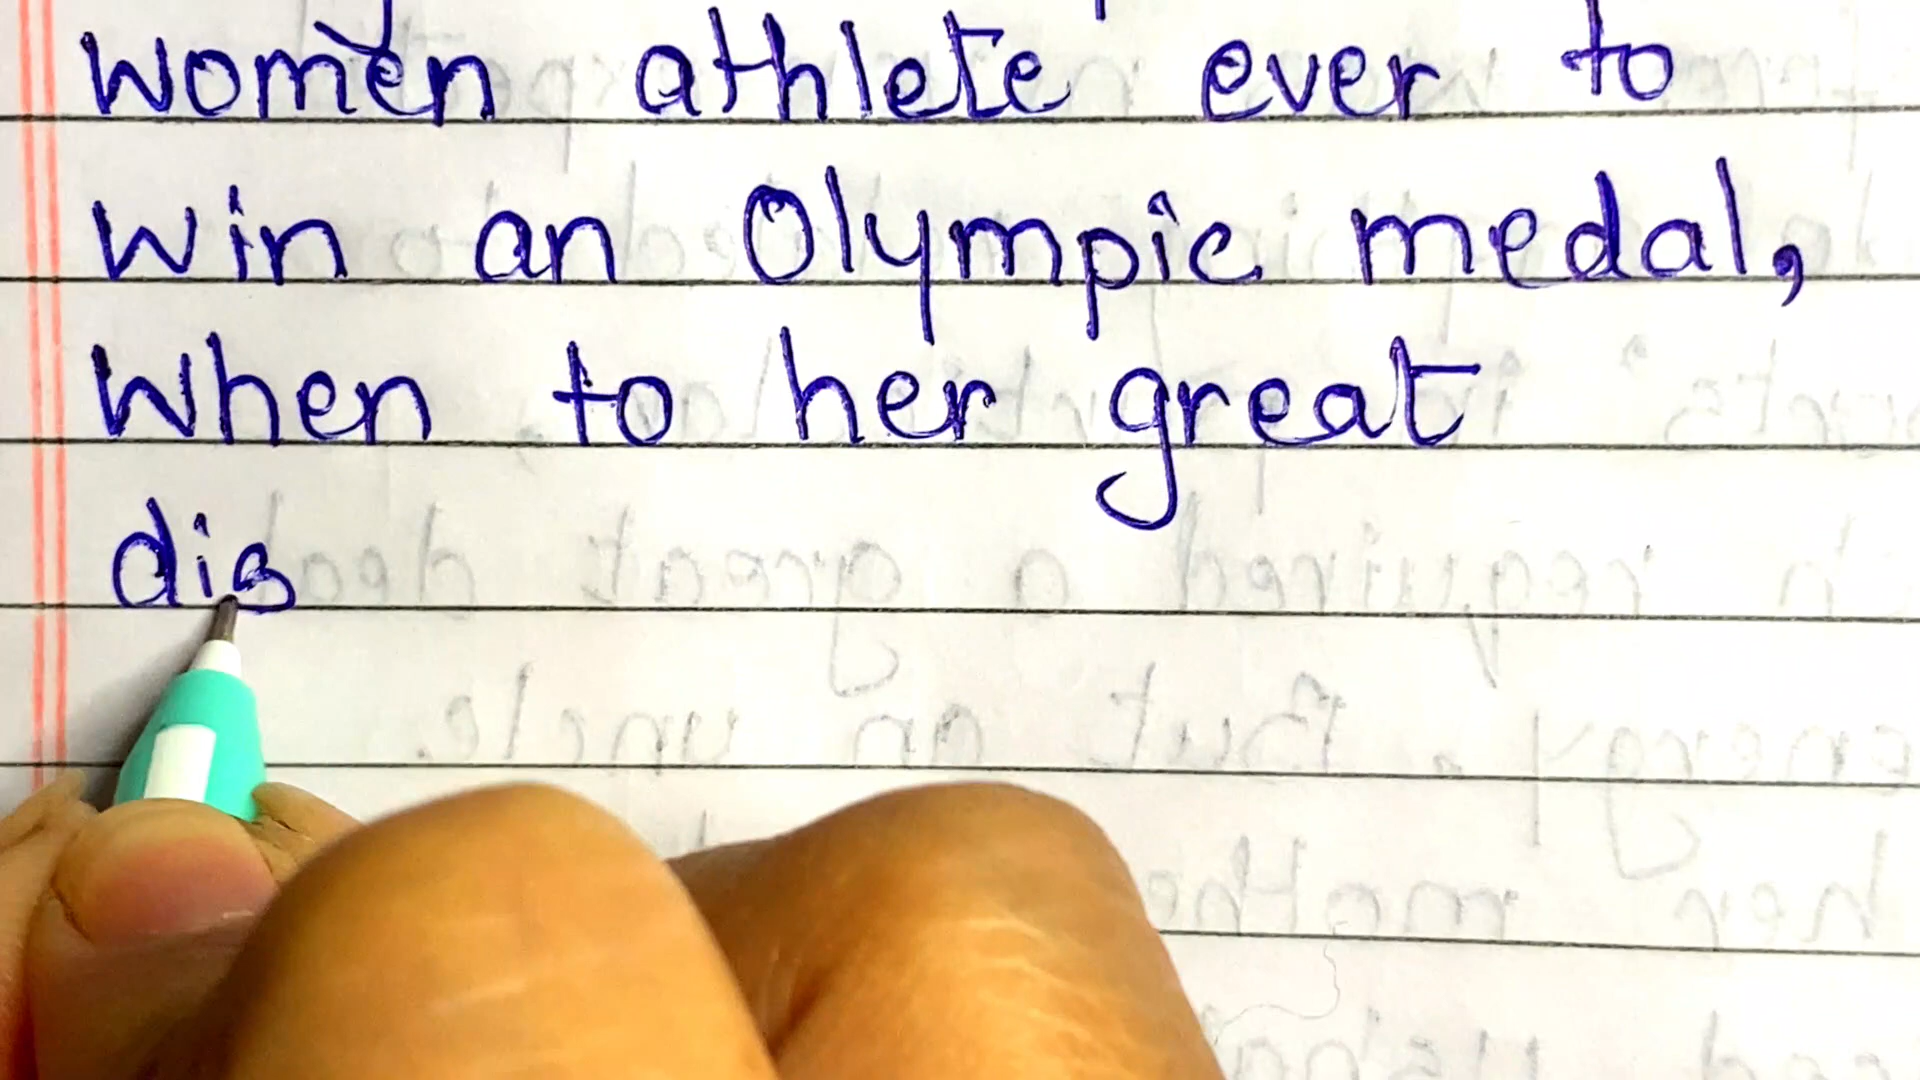 women athlete ever to
win an Olympic medal,
When to her great
dis